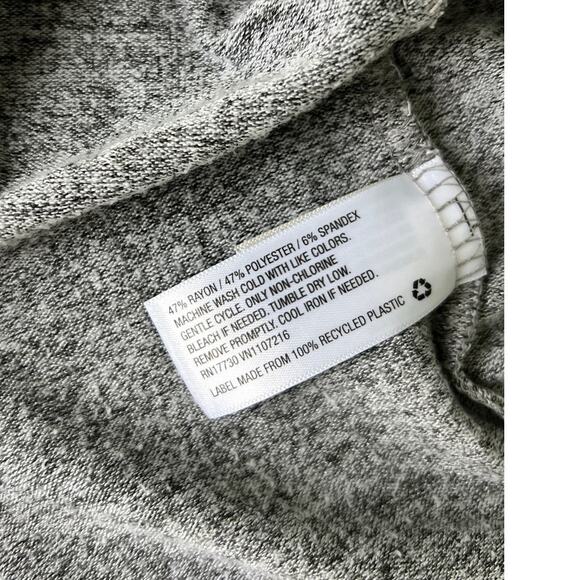 47% RAYON / 47% POLYESTER / 6% SPANDEX
MACHINE WASH COLD WITH LIKE COLORS.
GENTLE CYCLE. ONLY NON-CHLORINE
BLEACH IF NEEDED. TUMBLE DRY LOW.
REMOVE PROMPTLY. COOL IRON IF NEEDED.
RN17730 VN1107216
LABEL MADE FROM 100% RECYCLED PLASTIC